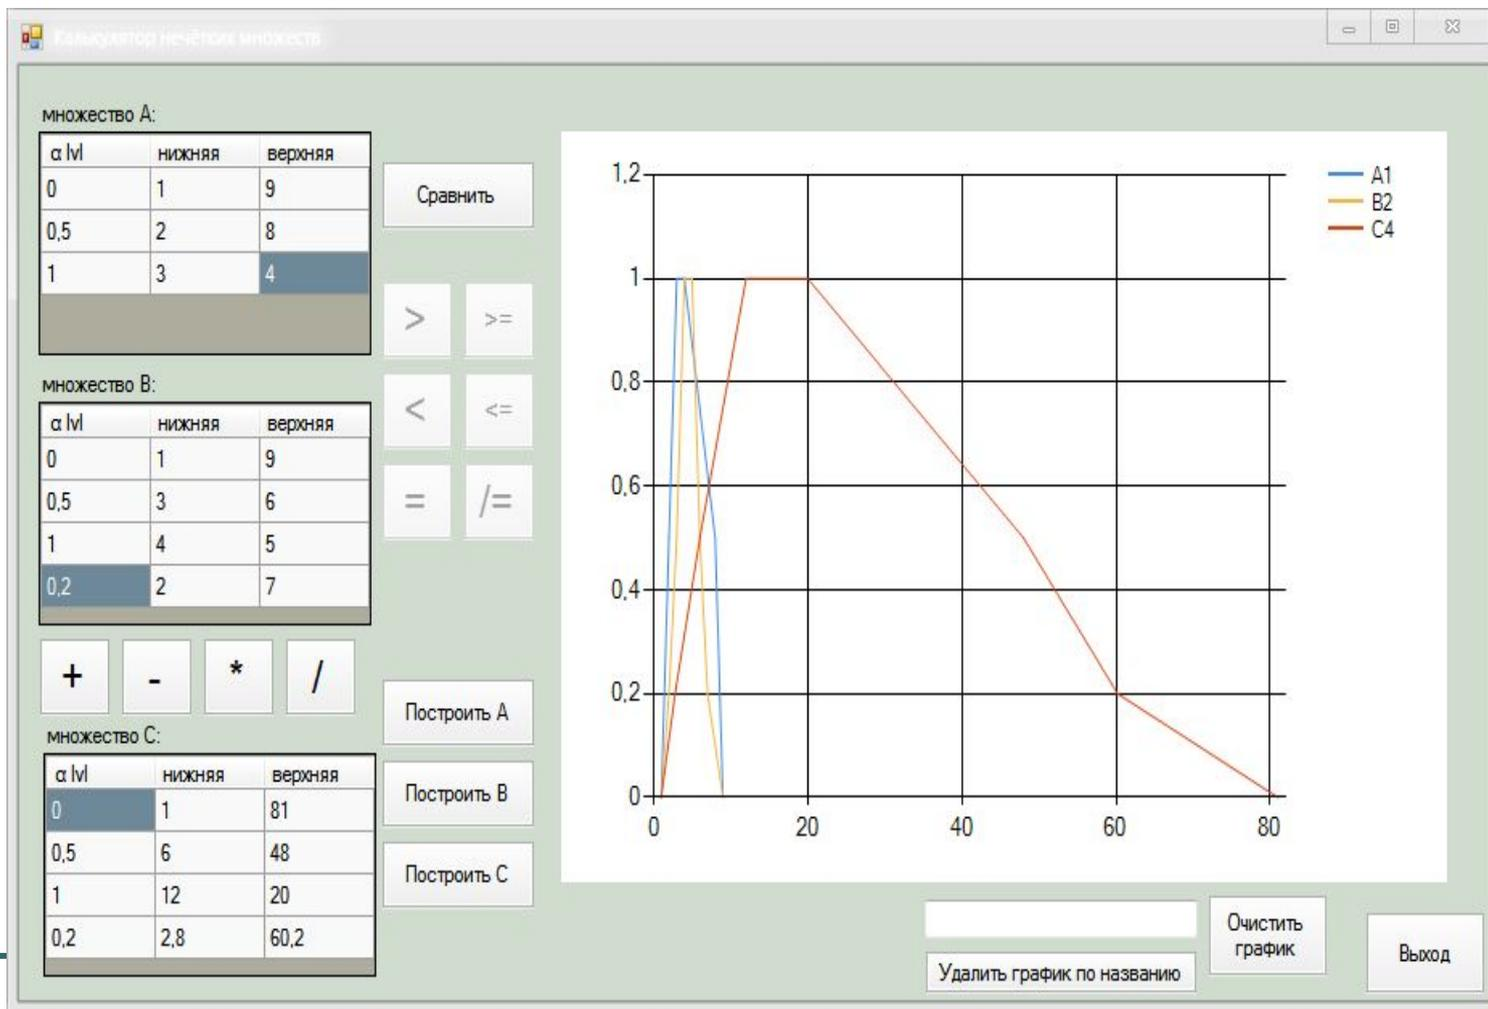 Калькулятор нечётких множеств
множество А:
α lvl нижняя верхняя
0 1 9
0,5 2 8
1 3 4
Сравнить
> >=
< <=
= /=
множество В:
α lvl нижняя верхняя
0 1 9
0,5 3 6
1 4 5
0,2 2 7
+ - * /
множество С:
α lvl нижняя верхняя
0 1 81
0,5 6 48
1 12 20
0,2 2,8 60,2
Построить А
Построить В
Построить С
1,2
1
0,8
0,6
0,4
0,2
0
0 20 40 60 80
A1
B2
C4
Удалить график по названию
Очистить
график
Выход